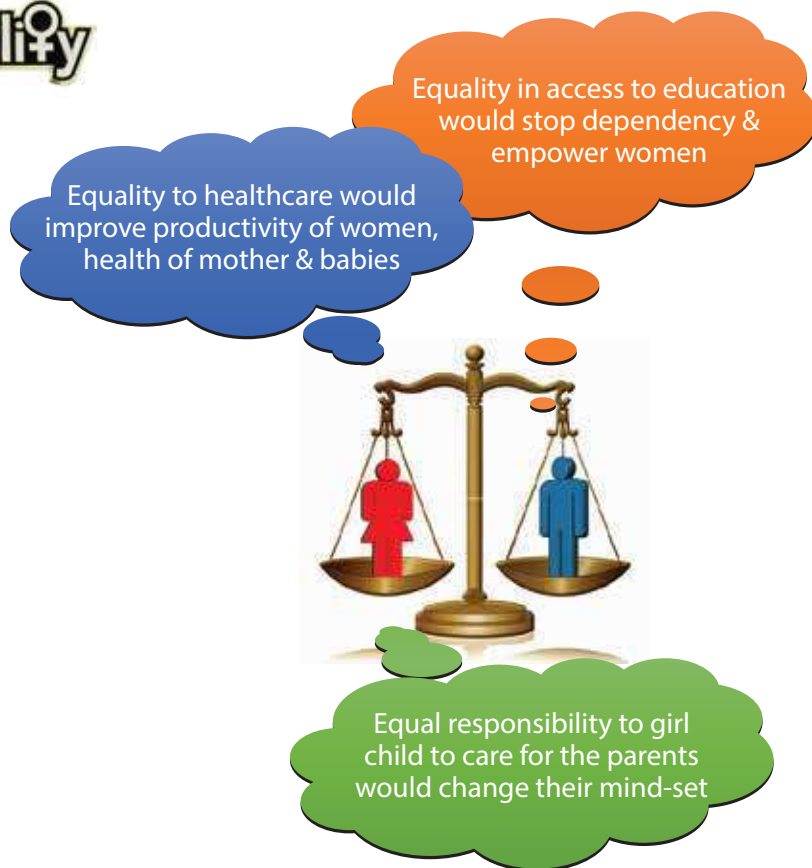 Equality in access to education
would stop dependency &
empower women
Equality to healthcare would
improve productivity of women,
health of mother & babies
Equal responsibility to girl
child to care for the parents
would change their mind-set